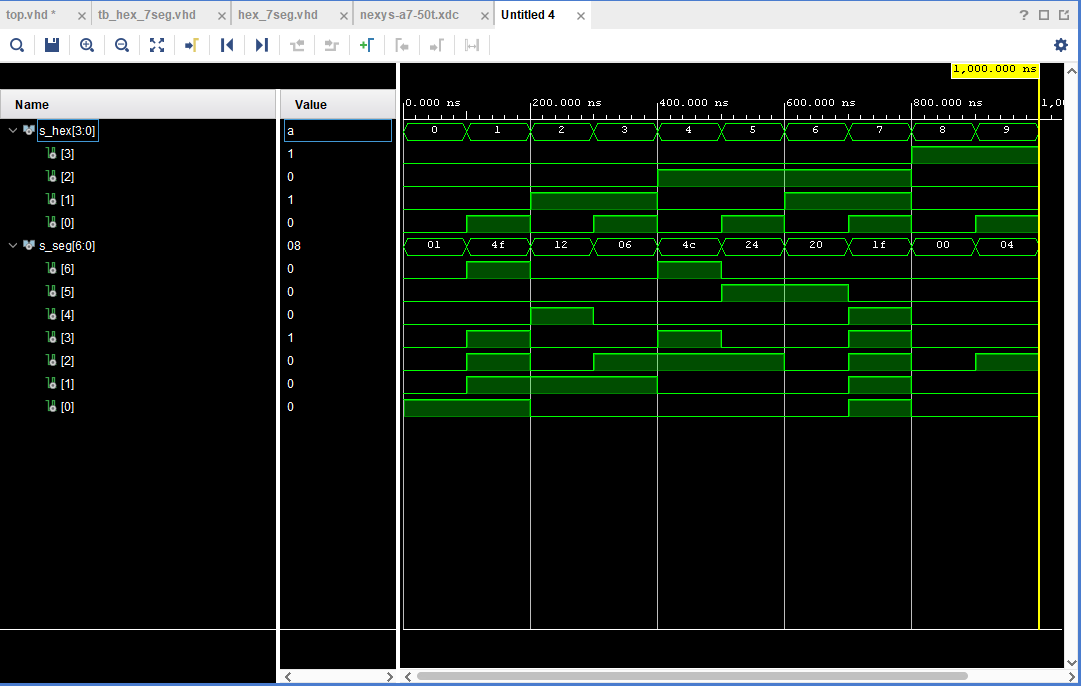 top.vhd * × tb_hex_7seg.vhd × hex_7seg.vhd × nexys-a7-50t.xdc × Untitled 4 × ?
1,000.000 ns
Name Value 0.000 ns 200.000 ns 400.000 ns 600.000 ns 800.000 ns 1,0
s_hex[3:0] a 0 1 2 3 4 5 6 7 8 9
[3] 1
[2] 0
[1] 1
[0] 0
s_seg[6:0] 08 01 4f 12 06 4c 24 20 1f 00 04
[6] 0
[5] 0
[4] 0
[3] 1
[2] 0
[1] 0
[0] 0